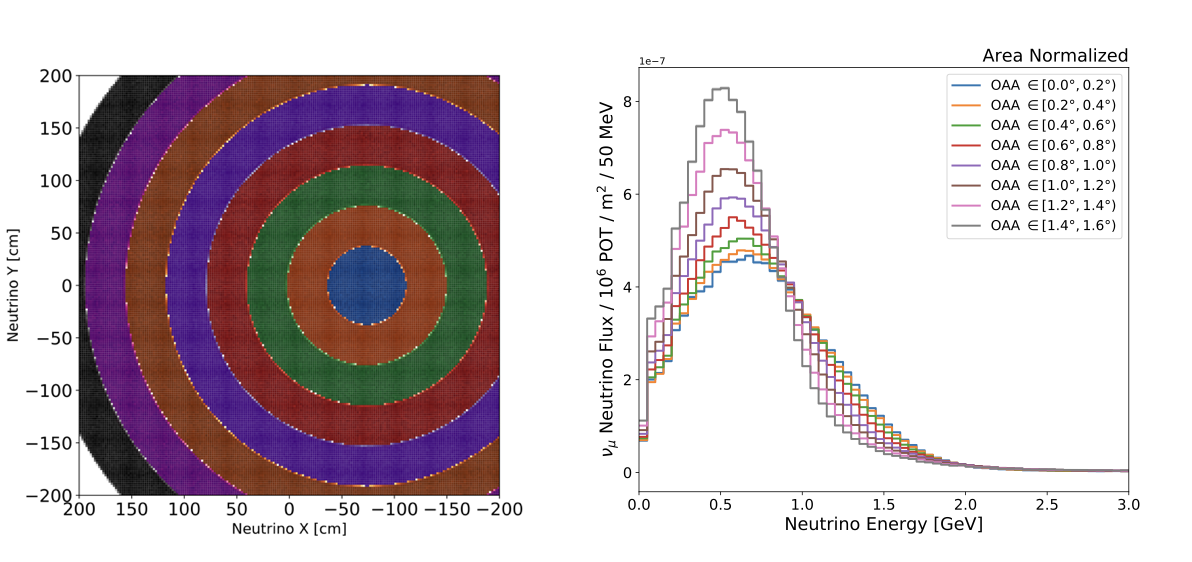 200
150
100
50
0
−50
−100
−150
−200
Neutrino Y [cm]
200 150 100 50 0 −50 −100 −150 −200
Neutrino X [cm]
Area Normalized
1e−7
8
6
4
2
0
ν_μ Neutrino Flux / 10^6 POT / m^2 / 50 MeV
OAA ∈[0.0°, 0.2°)
OAA ∈[0.2°, 0.4°)
OAA ∈[0.4°, 0.6°)
OAA ∈[0.6°, 0.8°)
OAA ∈[0.8°, 1.0°)
OAA ∈[1.0°, 1.2°)
OAA ∈[1.2°, 1.4°)
OAA ∈[1.4°, 1.6°)
0.0 0.5 1.0 1.5 2.0 2.5 3.0
Neutrino Energy [GeV]